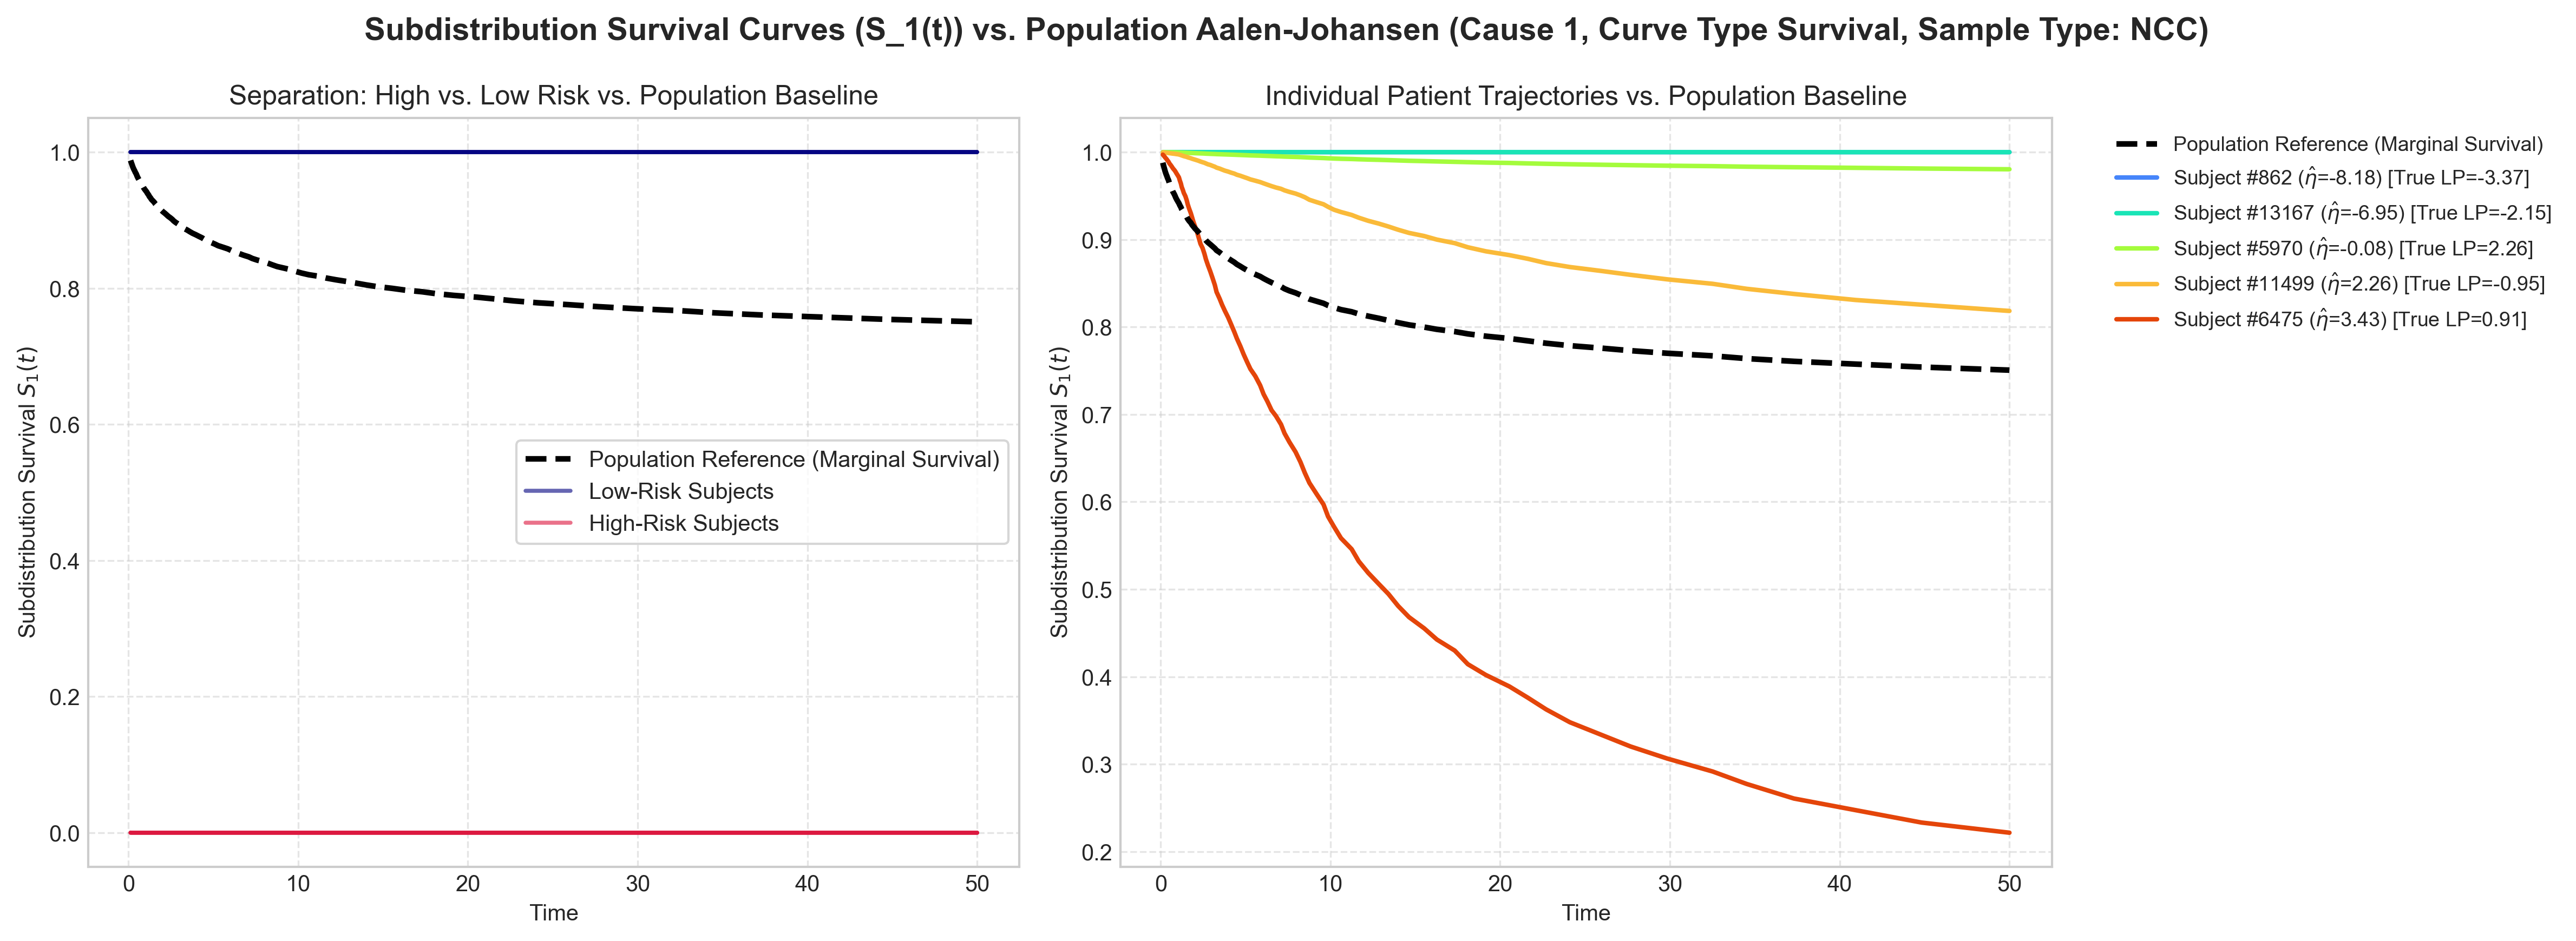 Subdistribution Survival Curves (S_1(t)) vs. Population Aalen-Johansen (Cause 1, Curve Type Survival, Sample Type: NCC)
Separation: High vs. Low Risk vs. Population Baseline
Subdistribution Survival S₁(t)
1.0
0.8
0.6
0.4
0.2
0.0
Population Reference (Marginal Survival)
Low-Risk Subjects
High-Risk Subjects
0 10 20 30 40 50
Time
Individual Patient Trajectories vs. Population Baseline
Subdistribution Survival S₁(t)
1.0
0.9
0.8
0.7
0.6
0.5
0.4
0.3
0.2
0 10 20 30 40 50
Time
Population Reference (Marginal Survival)
Subject #862 (η̂=-8.18) [True LP=-3.37]
Subject #13167 (η̂=-6.95) [True LP=-2.15]
Subject #5970 (η̂=-0.08) [True LP=2.26]
Subject #11499 (η̂=2.26) [True LP=-0.95]
Subject #6475 (η̂=3.43) [True LP=0.91]